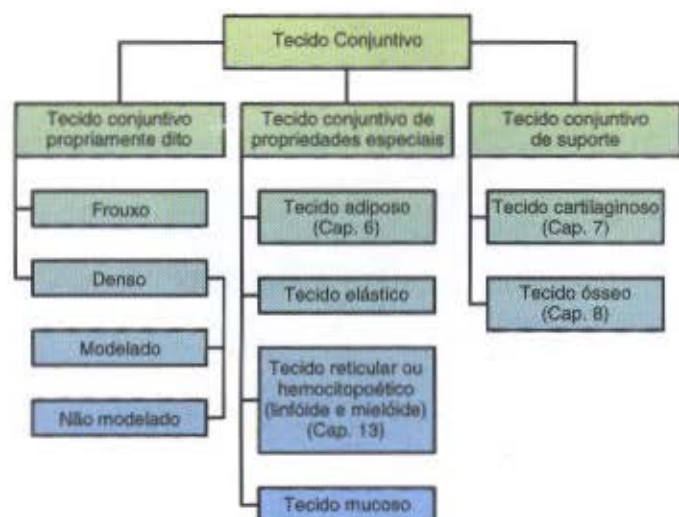 Tecido Conjuntivo
Tecido conjuntivo
propriamente dito
Frouxo
Denso
Modelado
Não modelado
Tecido conjuntivo de
propriedades especiais
Tecido adiposo
(Cap. 6)
Tecido elástico
Tecido reticular ou
hemocitopoético
(linfóide e mielóide)
(Cap. 13)
Tecido mucoso
Tecido conjuntivo
de suporte
Tecido cartilaginoso
(Cap. 7)
Tecido ósseo
(Cap. 8)